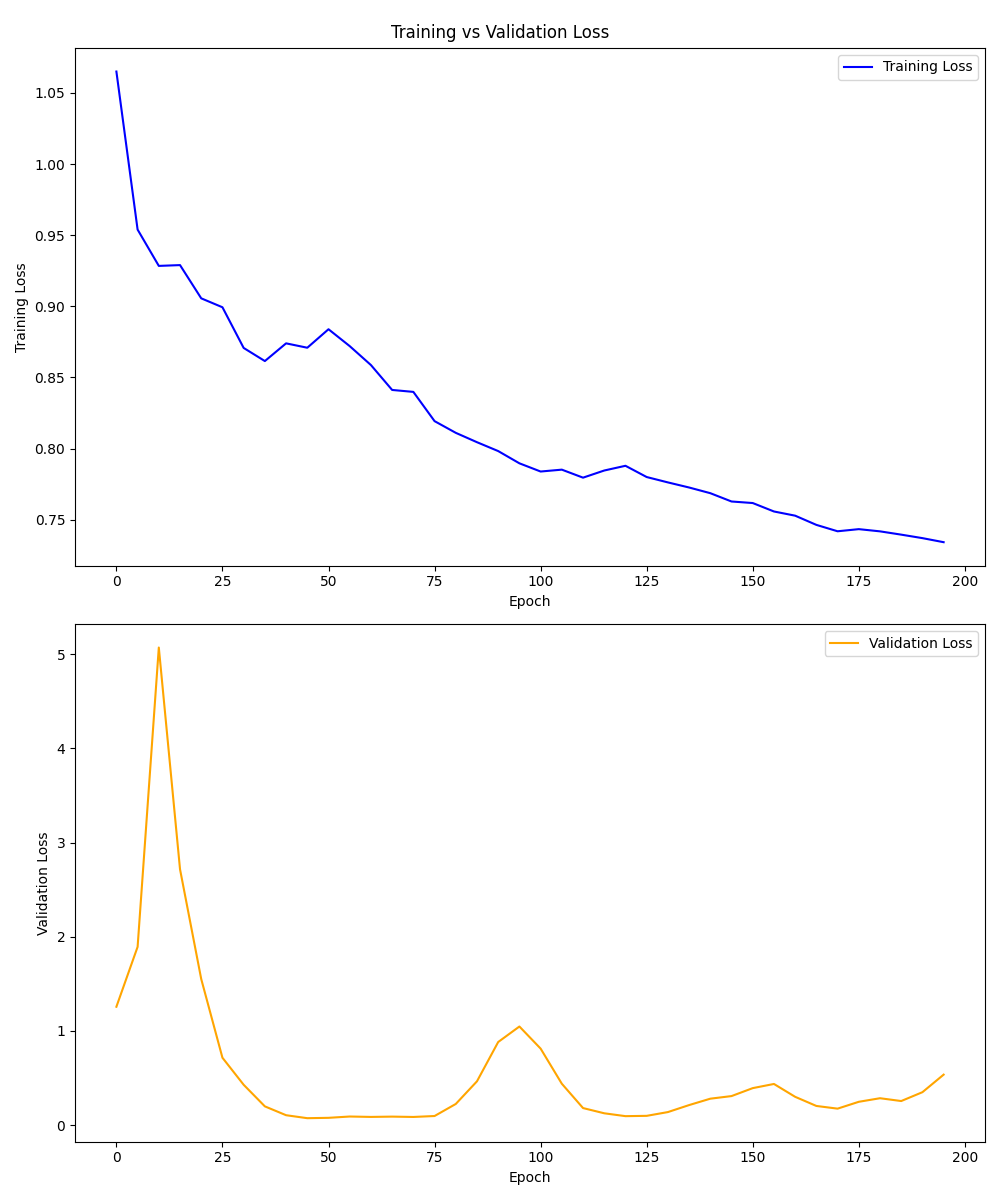 Training vs Validation Loss
Training Loss
1.05
1.00
0.95
0.90
0.85
0.80
0.75
Training Loss
0 25 50 75 100 125 150 175 200
Epoch
Validation Loss
5
4
3
2
1
0
Validation Loss
0 25 50 75 100 125 150 175 200
Epoch